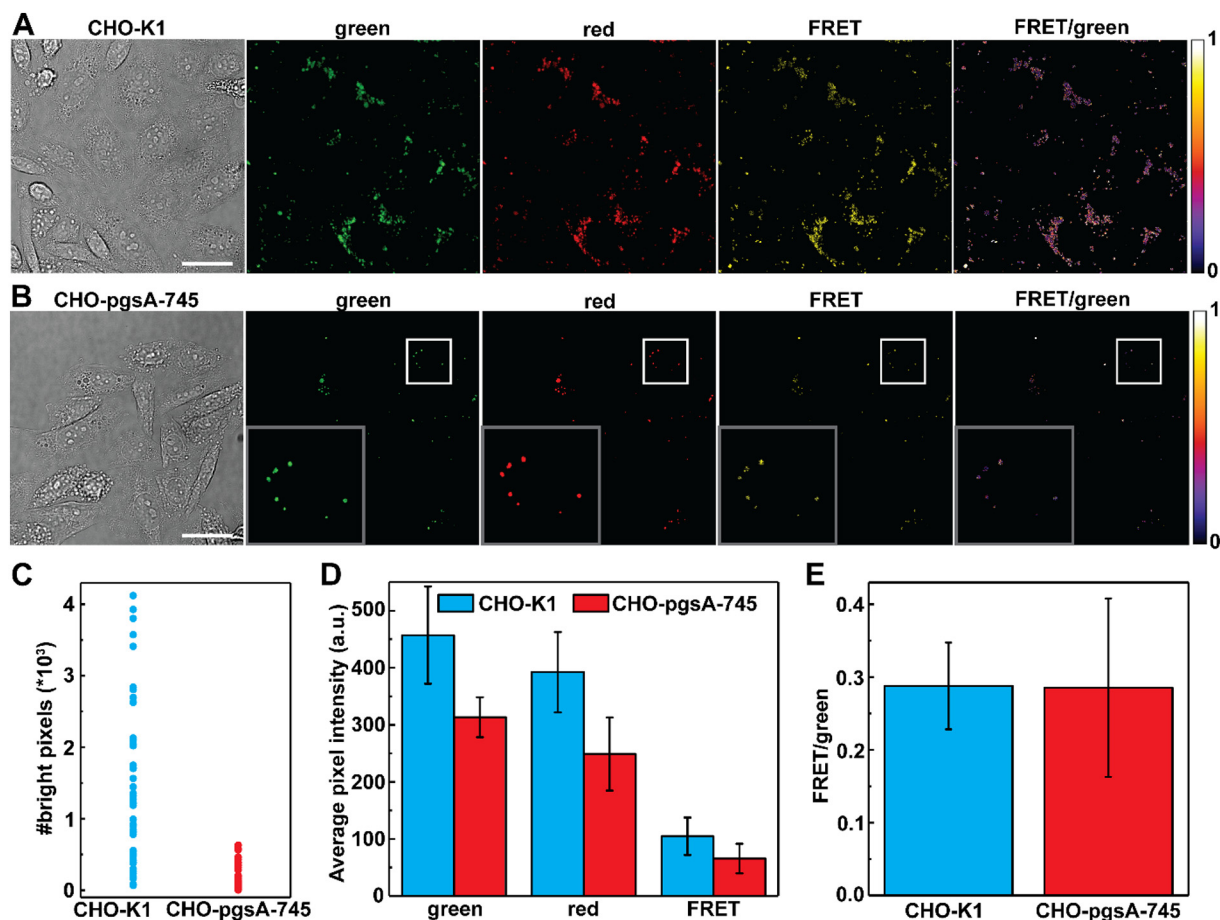 A
CHO-K1 green red FRET FRET/green
1
0
B
CHO-pgsA-745 green red FRET FRET/green
1
0
C
#bright pixels (*10³)
4
3
2
1
0
CHO-K1 CHO-pgsA-745
D
Average pixel intensity (a.u.)
CHO-K1 CHO-pgsA-745
500
400
300
200
100
0
green red FRET
E
FRET/green
0.4
0.3
0.2
0.1
0.0
CHO-K1 CHO-pgsA-745